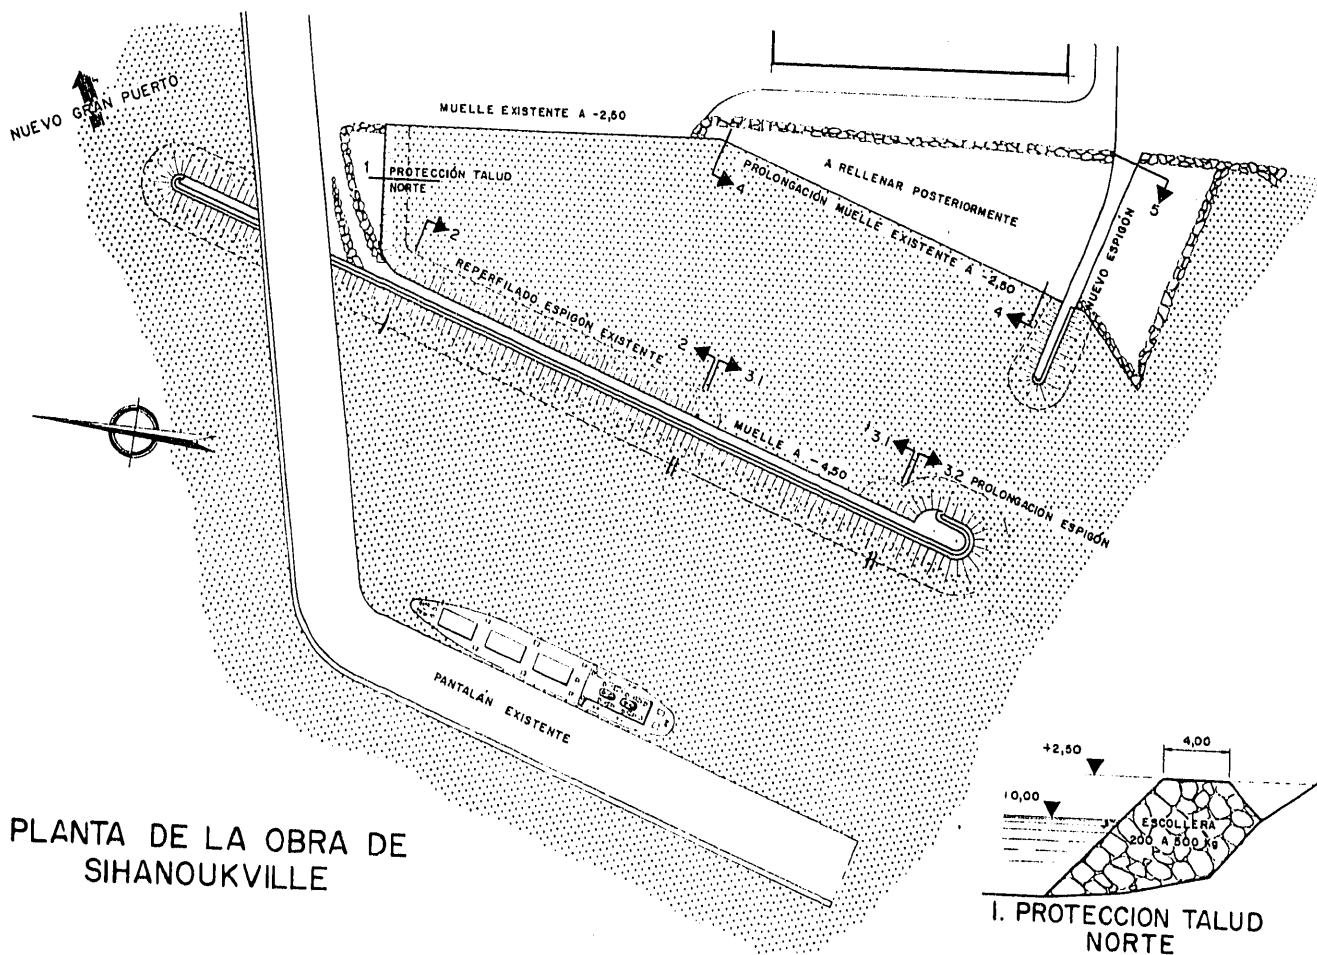 NUEVO GRAN PUERTO
N
MUELLE EXISTENTE A -2,50
1
PROTECCIÓN TALUD
NORTE
4
A RELLENAR POSTERIORMENTE
PROLONGACIÓN MUELLE EXISTENTE A -2,50
5
NUEVO ESPIGÓN
2
REPERFILADO ESPIGÓN EXISTENTE
4
2
3.1
MUELLE A -4,50
3.1
3.2 PROLONGACIÓN ESPIGÓN
PANTALÁN EXISTENTE
PLANTA DE LA OBRA DE
SIHANOUKVILLE
+2,50
4,00
10,00
ESCOLLERA
200 A 500 Kg
1. PROTECCION TALUD
NORTE